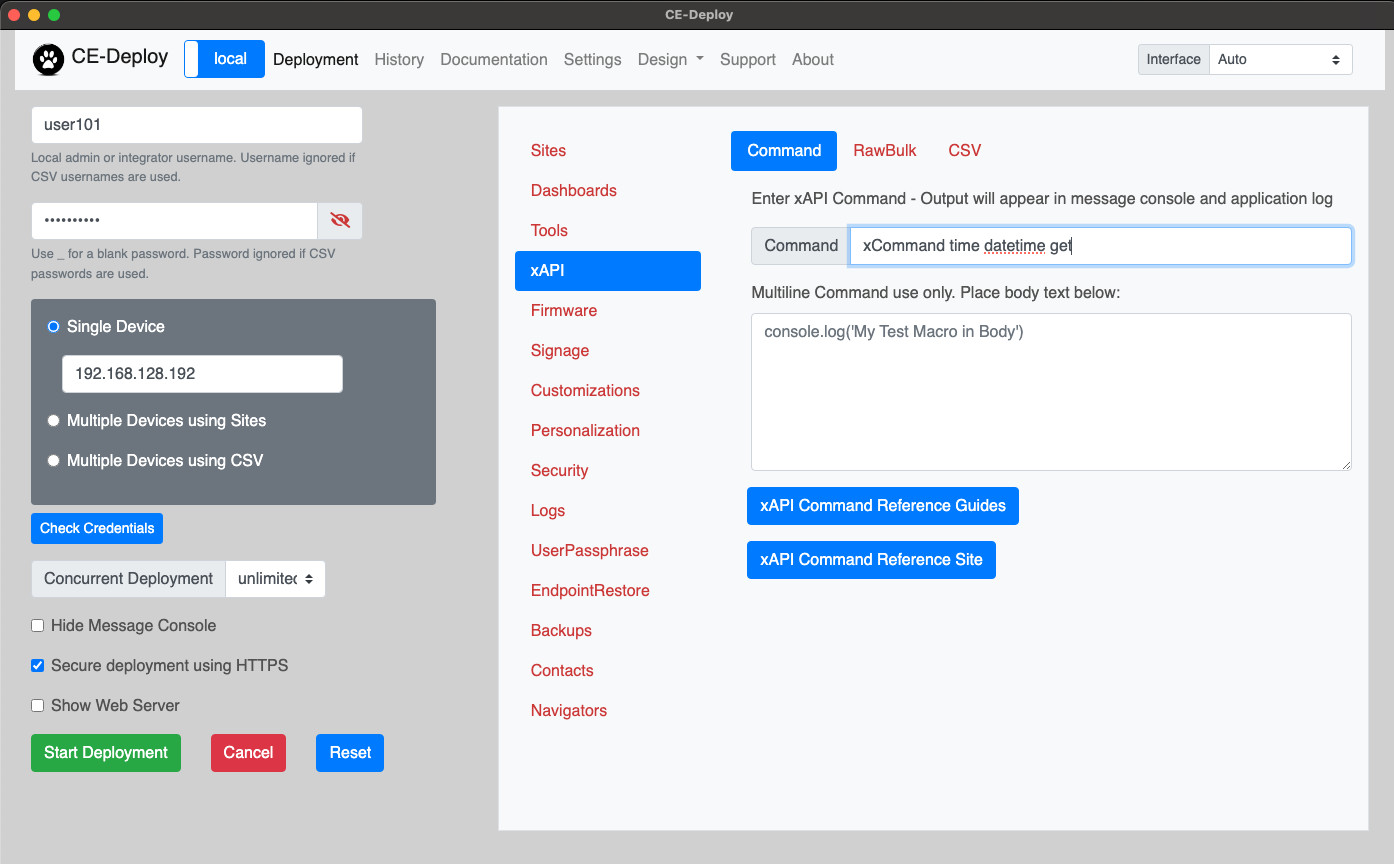 CE-Deploy
CE-Deploy
local
Deployment
History
Documentation
Settings
Design
Support
About
Interface
Auto
user101
Local admin or integrator username. Username ignored if
CSV usernames are used.
••••••••••
Use _ for a blank password. Password ignored if CSV
passwords are used.
Single Device
192.168.128.192
Multiple Devices using Sites
Multiple Devices using CSV
Check Credentials
Concurrent Deployment
unlimited
Hide Message Console
Secure deployment using HTTPS
Show Web Server
Start Deployment
Cancel
Reset
Sites
Dashboards
Tools
xAPI
Firmware
Signage
Customizations
Personalization
Security
Logs
UserPassphrase
EndpointRestore
Backups
Contacts
Navigators
Command
RawBulk
CSV
Enter xAPI Command - Output will appear in message console and application log
Command
xCommand time datetime get
Multiline Command use only. Place body text below:
console.log('My Test Macro in Body')
xAPI Command Reference Guides
xAPI Command Reference Site